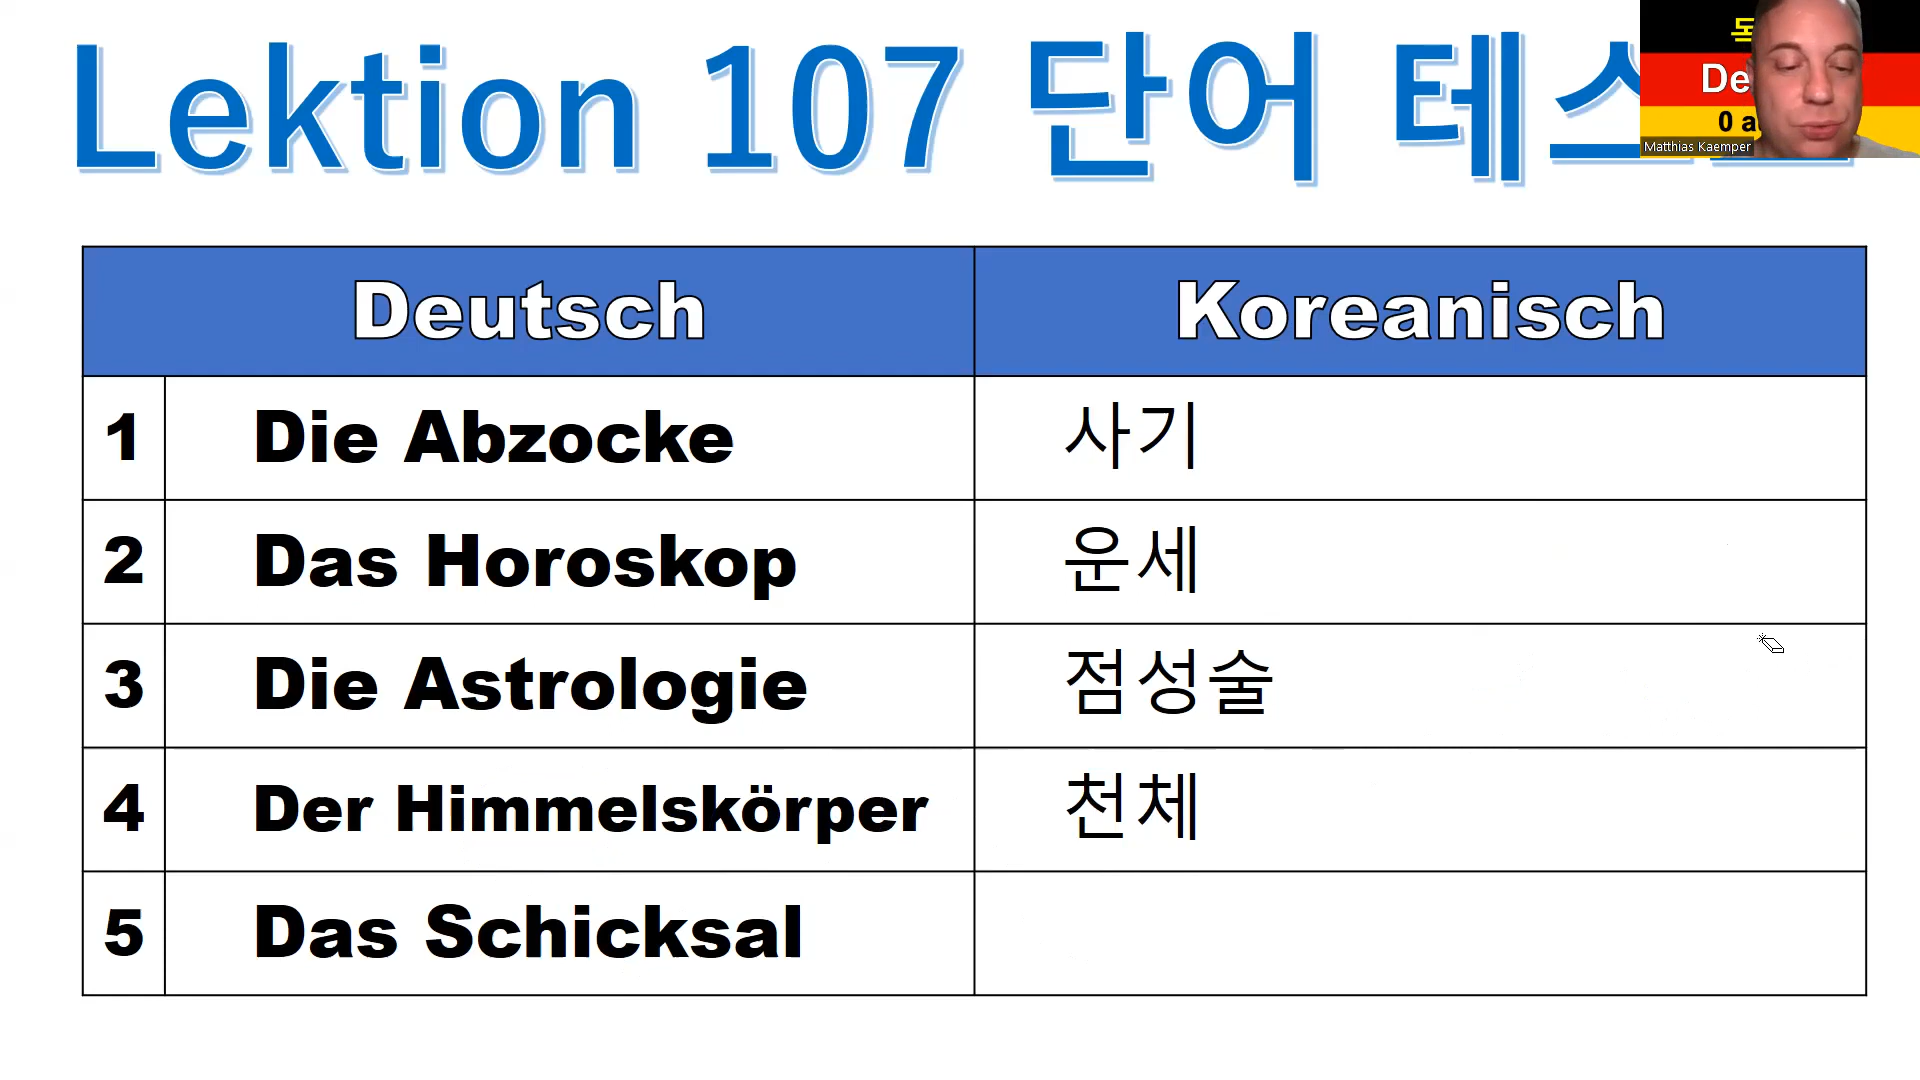 Lektion 107 단어 테스
De
0 a
Matthias Kaemper
Deutsch Koreanisch
1 Die Abzocke 사기
2 Das Horoskop 운세
3 Die Astrologie 점성술
4 Der Himmelskörper 천체
5 Das Schicksal